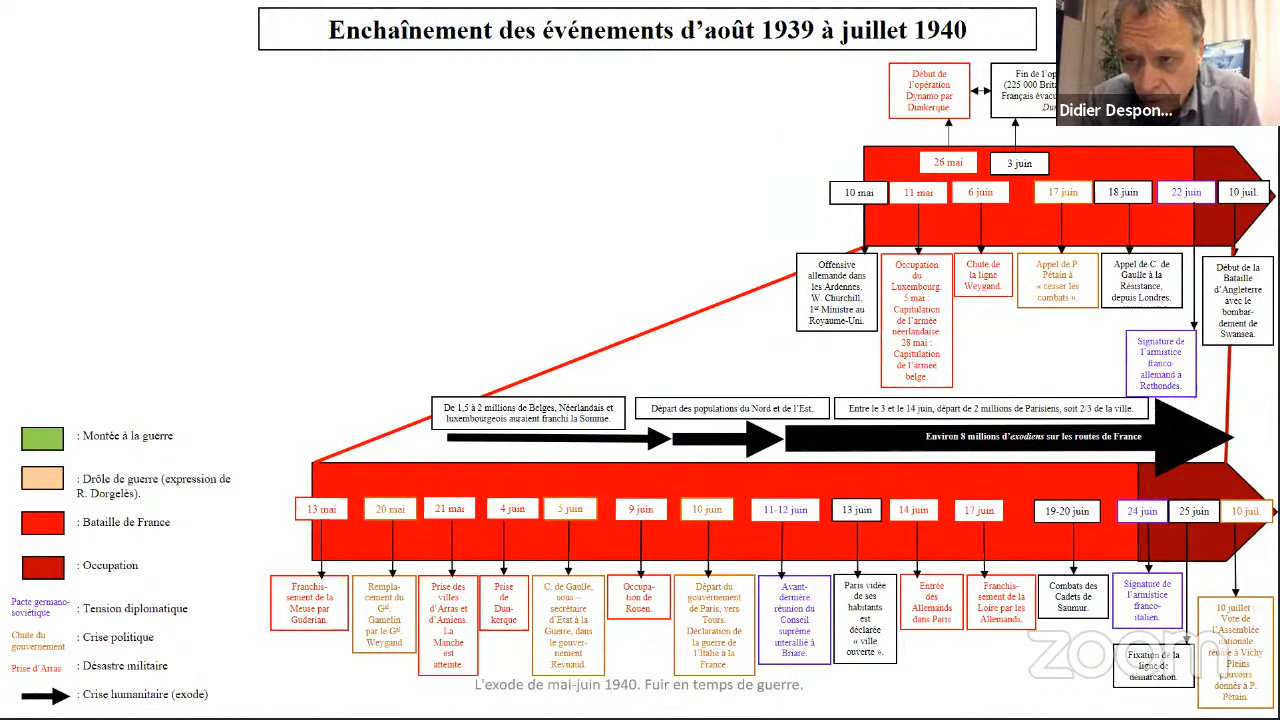 Enchaînement des événements d'août 1939 à juillet 1940
Début de
l'opération
Dynamo par
Dunkerque.
Fin de l'op
(225 000 Brit
Français évac
Didier Despon...
26 mai
3 juin
10 mai
11 mai
6 juin
17 juin
18 juin
22 juin
10 juil.
Offensive
allemande dans
les Ardennes.
W. Churchill,
1er Ministre au
Royaume-Uni.
Occupation
du
Luxembourg.
5 mai :
Capitulation
de l'armée
néerlandaise.
28 mai :
Capitulation
de l'armée
belge.
Chute de
la ligne
Weygand.
Appel de P.
Pétain à
« cesser les
combats ».
Appel de C. de
Gaulle à la
Résistance,
depuis Londres.
Début de la
Bataille
d'Angleterre
avec le
bombar-
dement de
Swansea.
Signature de
l'armistice
franco-
allemand à
Rethondes.
De 1,5 à 2 millions de Belges, Néerlandais et
luxembourgeois auraient franchi la Somme.
Départ des populations du Nord et de l'Est.
Entre le 3 et le 14 juin, départ de 2 millions de Parisiens, soit 2/3 de la ville.
Environ 8 millions d'exodiens sur les routes de France
: Montée à la guerre
: Drôle de guerre (expression de
R. Dorgelès).
: Bataille de France
: Occupation
Pacte germano-
soviétique
: Tension diplomatique
Chute du
gouvernement
: Crise politique
Prise d'Arras
: Désastre militaire
: Crise humanitaire (exode)
13 mai
20 mai
21 mai
4 juin
5 juin
9 juin
10 juin
11-12 juin
13 juin
14 juin
17 juin
19-20 juin
24 juin
25 juin
10 juil.
Franchis-
sement de
la Meuse par
Guderian.
Rempla-
cement du
Gal.
Gamelin
par le Gal.
Weygand
Prise des
villes
d'Arras et
d'Amiens.
La
Manche
est
atteinte.
Prise
de
Dun-
kerque
C. de Gaulle,
sous –
secrétaire
d'Etat à la
Guerre, dans
le gouver-
nement
Reynaud.
Occupa-
tion de
Rouen.
Départ du
gouvernement
de Paris, vers
Tours.
Déclaration de
la guerre de
l'Italie à la
France.
Avant-
dernière
réunion du
Conseil
suprême
interallié à
Briare.
Paris vidée
de ses
habitants
est
déclarée
« ville
ouverte ».
Entrée
des
Allemands
dans Paris
Franchis-
sement de la
Loire par les
Allemands.
Combats des
Cadets de
Saumur.
Signature de
l'armistice
franco-
italien.
Fixation de la
ligne de
démarcation.
10 juillet :
Vote de
l'Assemblée
nationale
réunie à Vichy
Pleins
pouvoirs
donnés à P.
Pétain.
zoom
L'exode de mai-juin 1940. Fuir en temps de guerre.